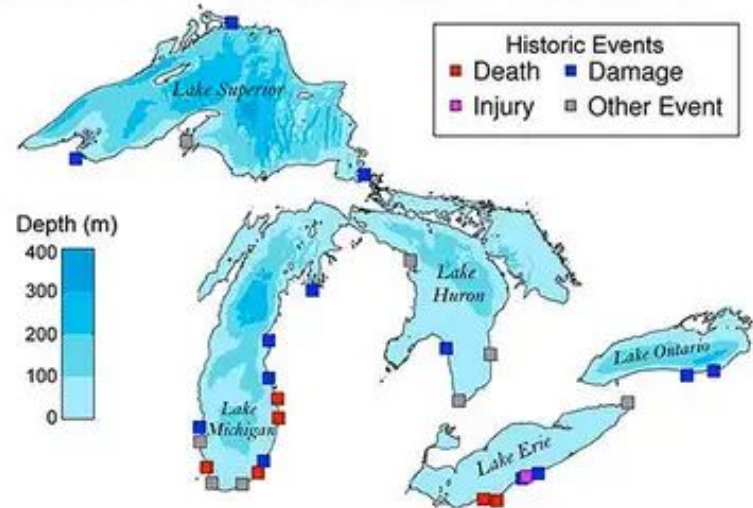 Historic Events
Death
Damage
Injury
Other Event
Lake Superior
Depth (m)
400
300
200
100
0
Lake
Huron
Lake Ontario
Lake
Michigan
Lake Erie